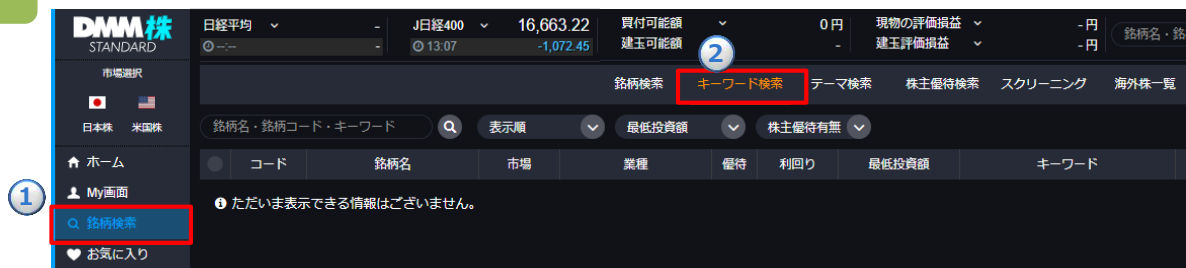 DMM株
STANDARD
市場選択
日本株 米国株
ホーム
My画面
銘柄検索
お気に入り
1
日経平均 - J日経400 16,663.22 買付可能額 0円 現物の評価損益 -円
--:-- - 13:07 -1,072.45 建玉可能額 - 建玉評価損益 -円
銘柄名・銘
2
銘柄検索 キーワード検索 テーマ検索 株主優待検索 スクリーニング 海外株一覧
銘柄名・銘柄コード・キーワード 表示順 最低投資額 株主優待有無
コード 銘柄名 市場 業種 優待 利回り 最低投資額 キーワード
ただいま表示できる情報はございません。